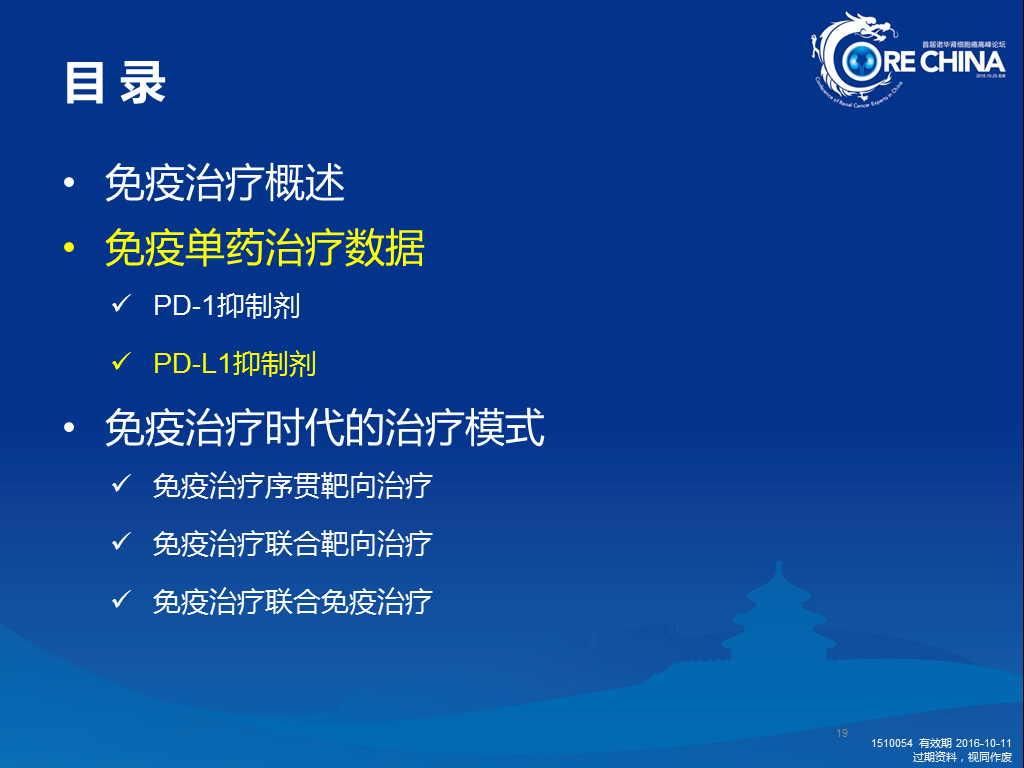 首届诺华肾细胞癌高峰论坛
CORE CHINA
2015.10.25 北京
Conference of Renal Cancer Experts in China
目 录
• 免疫治疗概述
• 免疫单药治疗数据
✓ PD-1抑制剂
✓ PD-L1抑制剂
• 免疫治疗时代的治疗模式
✓ 免疫治疗序贯靶向治疗
✓ 免疫治疗联合靶向治疗
✓ 免疫治疗联合免疫治疗
19
1510054 有效期 2016-10-11
过期资料，视同作废